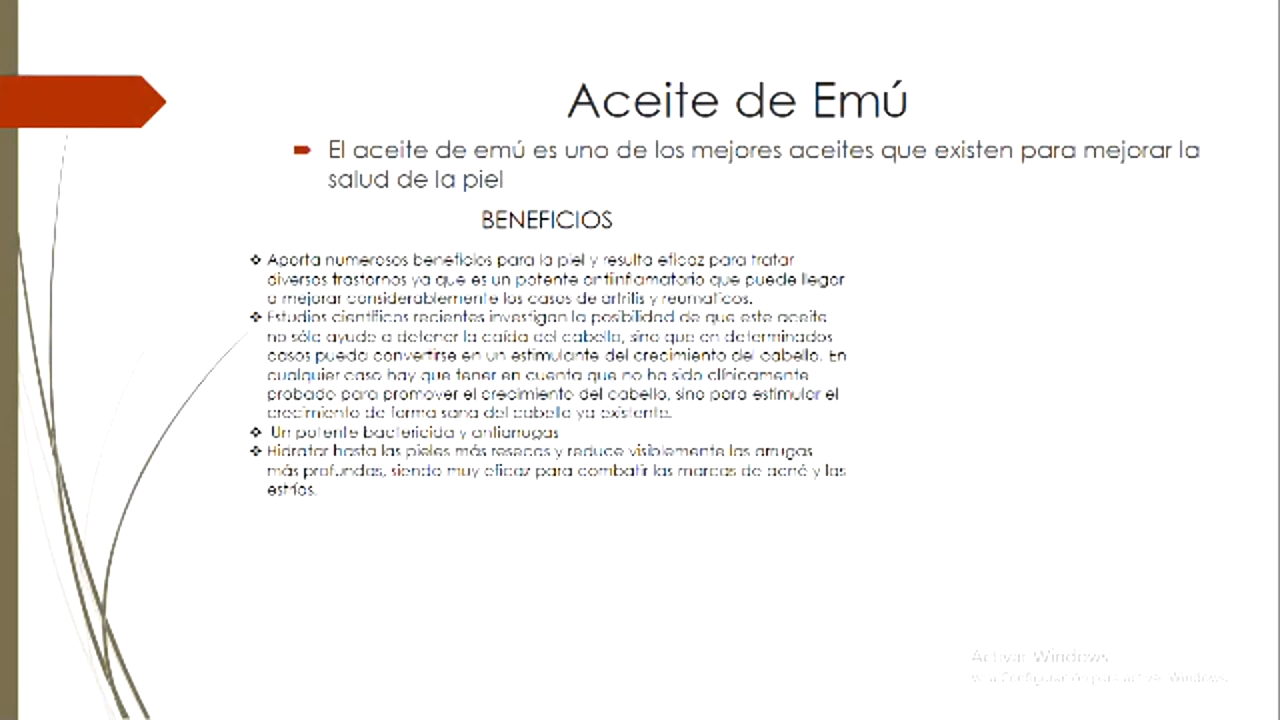 Aceite de Emú
El aceite de emú es uno de los mejores aceites que existen para mejorar la
salud de la piel
BENEFICIOS
❖ Aporta numerosos beneficios para la piel y resulta eficaz para tratar
diversos trastornos ya que es un potente antiinflamatorio que puede llegar
a mejorar considerablemente los casos de artritis y reumaticos.
❖ Estudios científicos recientes investigan la posibilidad de que este aceite
no sólo ayude a detener la caída del cabello, sino que en determinados
casos pueda convertirse en un estimulante del crecimiento del cabello. En
cualquier caso hay que tener en cuenta que no ha sido clínicamente
probado para promover el crecimiento del cabello, sino para estimular el
crecimiento de forma sana del cabello ya existente.
❖ Un potente bactericida y antiarrugas
❖ Hidratar hasta las pieles más resecas y reduce visiblemente las arrugas
más profundas, siendo muy eficaz para combatir las marcas de acné y las
estrías.
Activar Windows
Ve a Configuración para activar Windows.